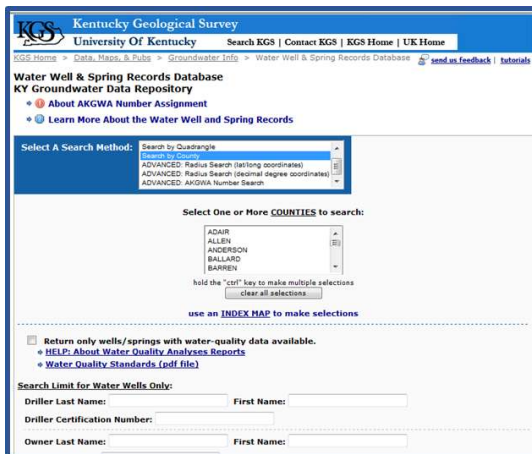 KGS
Kentucky Geological Survey
University Of Kentucky
Search KGS | Contact KGS | KGS Home | UK Home
KGS Home > Data, Maps, & Pubs > Groundwater Info > Water Well & Spring Records Database
send us feedback | tutorials
Water Well & Spring Records Database
KY Groundwater Data Repository
About AKGWA Number Assignment
Learn More About the Water Well and Spring Records
Select A Search Method:
Search by Quadrangle
Search by County
ADVANCED: Radius Search (lat/long coordinates)
ADVANCED: Radius Search (decimal degree coordinates)
ADVANCED: AKGWA Number Search
Select One or More COUNTIES to search:
ADAIR
ALLEN
ANDERSON
BALLARD
BARREN
hold the "ctrl" key to make multiple selections
clear all selections
use an INDEX MAP to make selections
Return only wells/springs with water-quality data available.
HELP: About Water Quality Analyses Reports
Water Quality Standards (pdf file)
Search Limit for Water Wells Only:
Driller Last Name: First Name:
Driller Certification Number:
Owner Last Name: First Name: